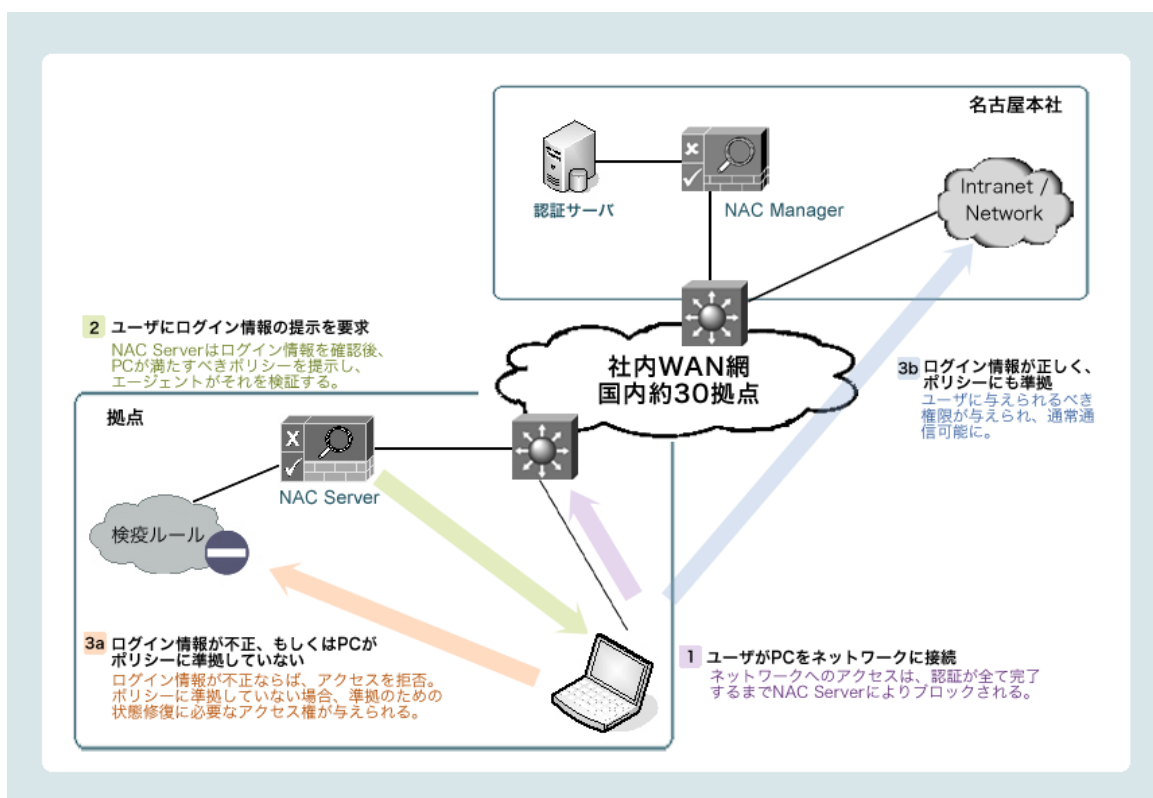 名古屋本社
認証サーバ
NAC Manager
Intranet /
Network
2 ユーザにログイン情報の提示を要求
NAC Serverはログイン情報を確認後、
PCが満たすべきポリシーを提示し、
エージェントがそれを検証する。
社内WAN網
国内約30拠点
3b ログイン情報が正しく、
ポリシーにも準拠
ユーザに与えられるべき
権限が与えられ、通常通
信可能に。
拠点
NAC Server
検疫ルール
3a ログイン情報が不正、もしくはPCが
ポリシーに準拠していない
ログイン情報が不正ならば、アクセスを拒否。
ポリシーに準拠していない場合、準拠のための
状態修復に必要なアクセス権が与えられる。
1 ユーザがPCをネットワークに接続
ネットワークへのアクセスは、認証が全て完了
するまでNAC Serverによりブロックされる。